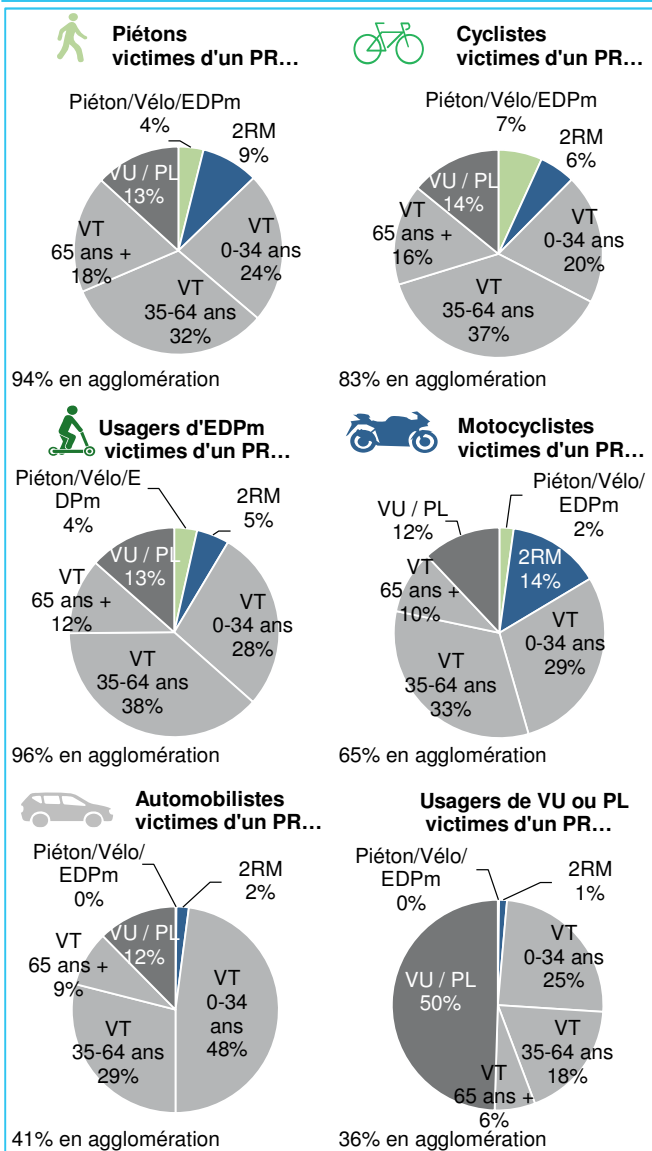 Piétons
victimes d'un PR…
Piéton/Vélo/EDPm
4%
2RM
9%
VT
0-34 ans
24%
VT
35-64 ans
32%
VT
65 ans +
18%
VU / PL
13%
94% en agglomération
Cyclistes
victimes d'un PR…
Piéton/Vélo/EDPm
7%
2RM
6%
VT
0-34 ans
20%
VT
35-64 ans
37%
VT
65 ans +
16%
VU / PL
14%
83% en agglomération
Usagers d'EDPm
victimes d'un PR…
Piéton/Vélo/E
DPm
4%
2RM
5%
VT
0-34 ans
28%
VT
35-64 ans
38%
VT
65 ans +
12%
VU / PL
13%
96% en agglomération
Motocyclistes
victimes d'un PR…
Piéton/Vélo/
EDPm
2%
2RM
14%
VT
0-34 ans
29%
VT
35-64 ans
33%
VT
65 ans +
10%
VU / PL
12%
65% en agglomération
Automobilistes
victimes d'un PR…
Piéton/Vélo/
EDPm
0%
2RM
2%
VT
0-34
ans
48%
VT
35-64 ans
29%
VT
65 ans +
9%
VU / PL
12%
41% en agglomération
Usagers de VU ou PL
victimes d'un PR…
Piéton/Vélo/
EDPm
0%
2RM
1%
VT
0-34 ans
25%
VT
35-64 ans
18%
VT
65 ans +
6%
VU / PL
50%
36% en agglomération